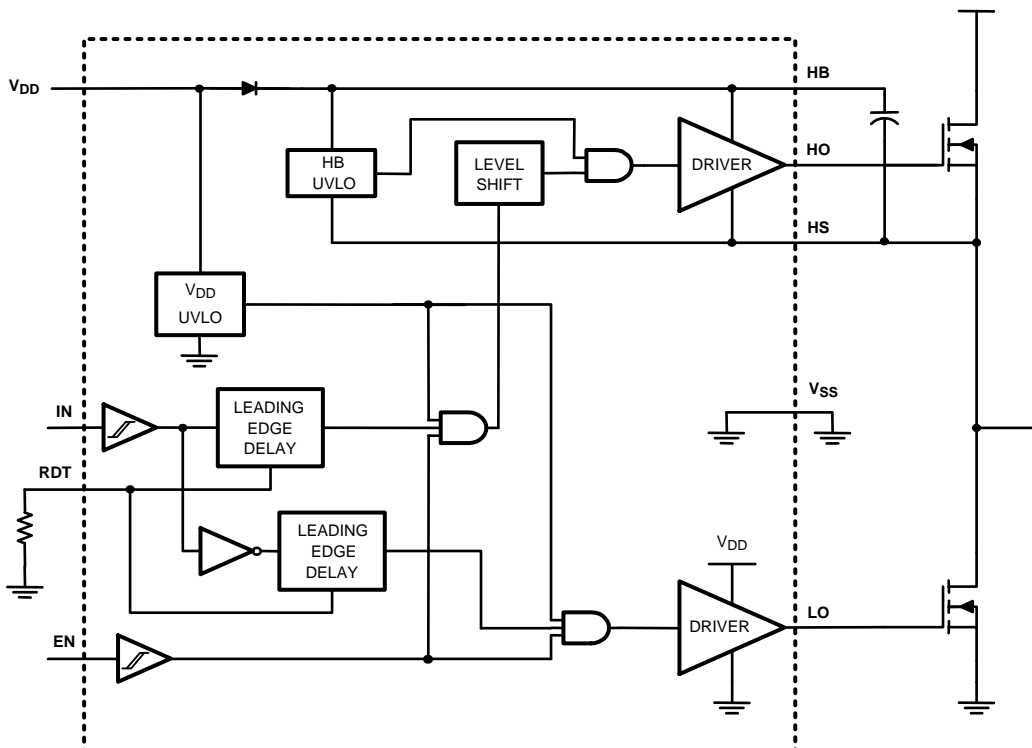 HB
VDD
HB
UVLO
LEVEL
SHIFT
DRIVER
HO
HS
VDD
UVLO
VSS
IN
LEADING
EDGE
DELAY
RDT
LEADING
EDGE
DELAY
VDD
DRIVER
LO
EN